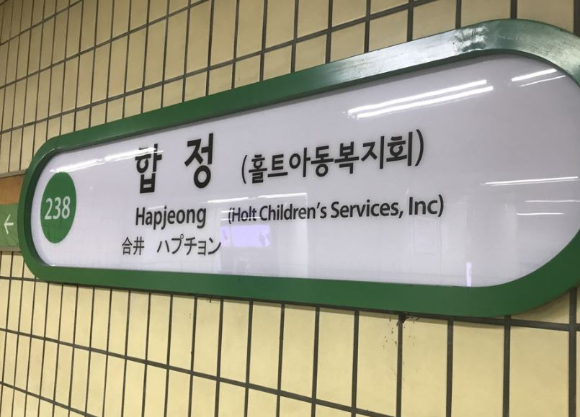 238
합 정 (홀트아동복지회)
Hapjeong (Holt Children's Services, Inc)
合井 ハプチョン